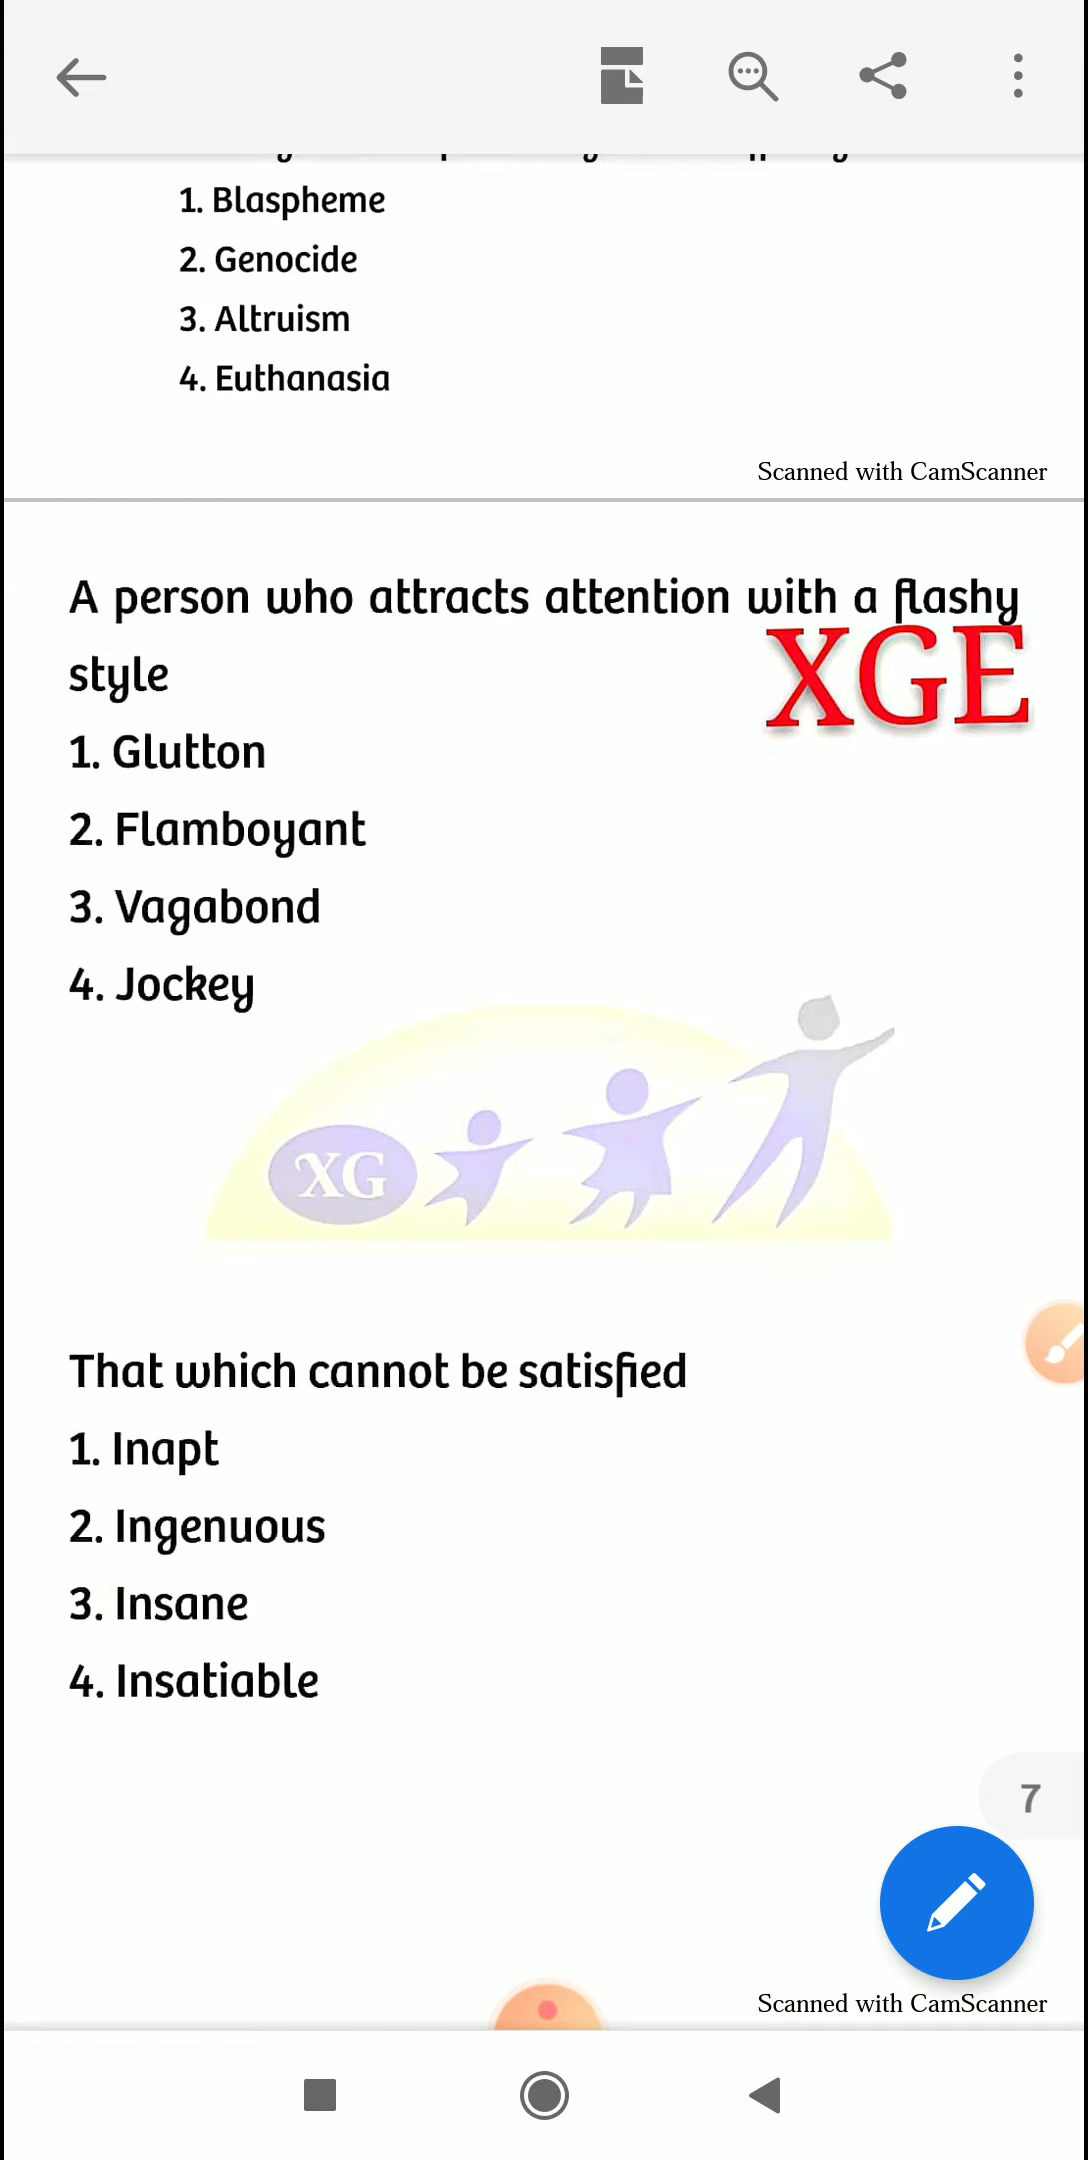 1. Blaspheme
2. Genocide
3. Altruism
4. Euthanasia
Scanned with CamScanner
A person who attracts attention with a flashy
style
XGE
1. Glutton
2. Flamboyant
3. Vagabond
4. Jockey
XG
That which cannot be satisfied
1. Inapt
2. Ingenuous
3. Insane
4. Insatiable
7
Scanned with CamScanner